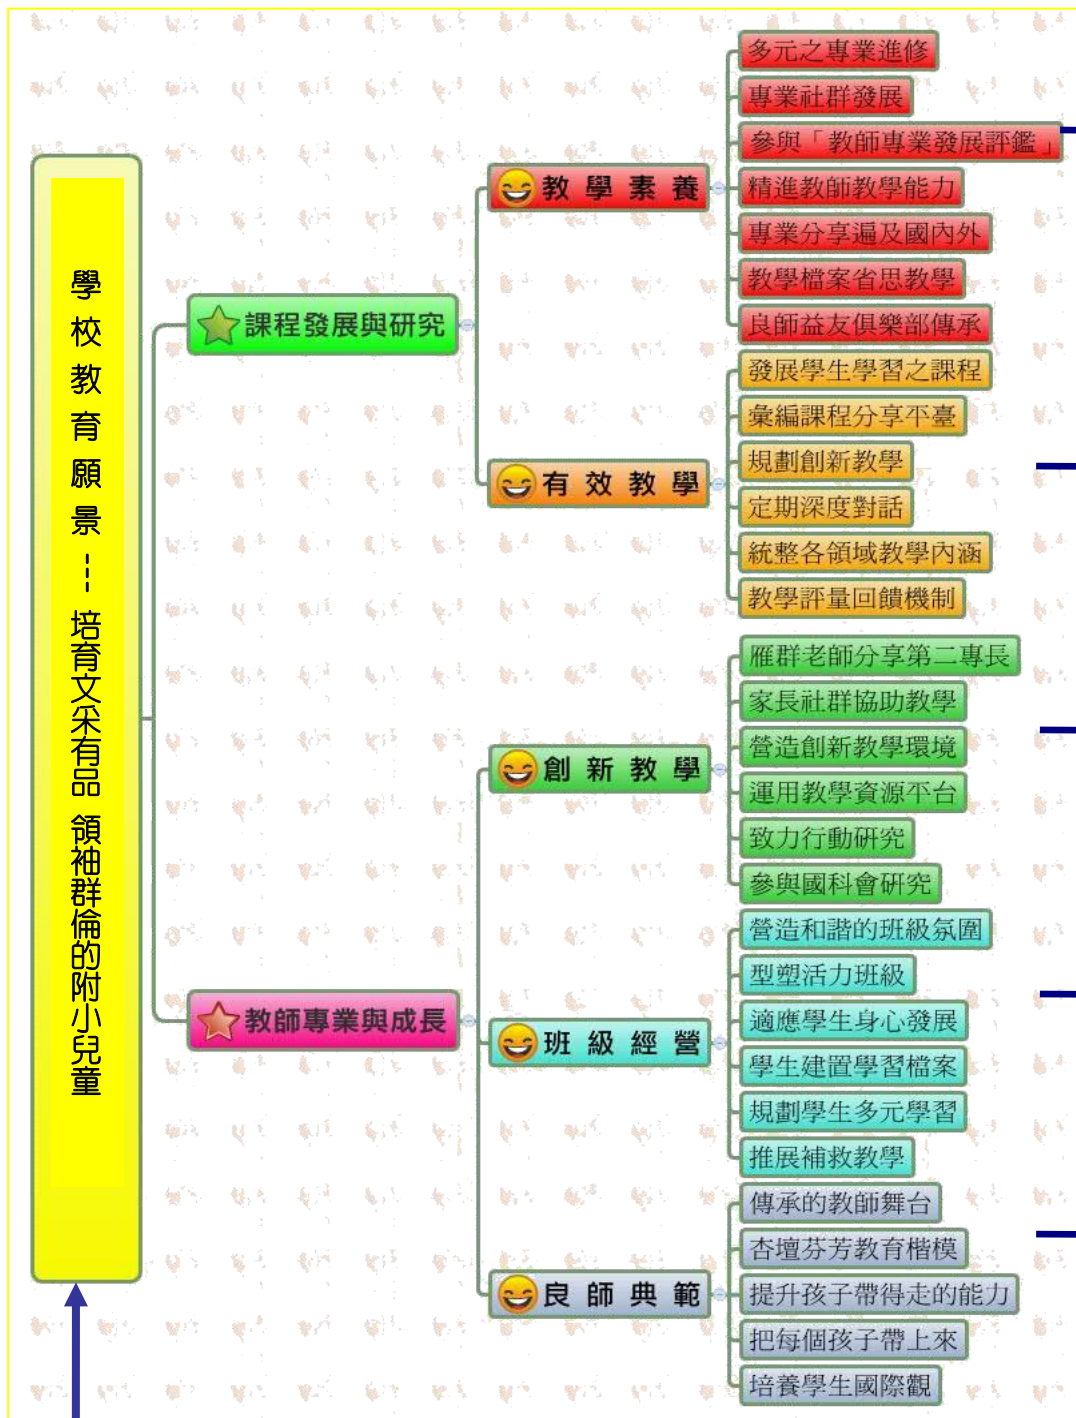 學校教育願景---培育文采有品 領袖群倫的附小兒童
課程發展與研究
教學素養
多元之專業進修
專業社群發展
參與「教師專業發展評鑑」
精進教師教學能力
專業分享遍及國內外
教學檔案省思教學
良師益友俱樂部傳承
有效教學
發展學生學習之課程
彙編課程分享平臺
規劃創新教學
定期深度對話
統整各領域教學內涵
教學評量回饋機制
教師專業與成長
創新教學
雁群老師分享第二專長
家長社群協助教學
營造創新教學環境
運用教學資源平台
致力行動研究
參與國科會研究
班級經營
營造和諧的班級氛圍
型塑活力班級
適應學生身心發展
學生建置學習檔案
規劃學生多元學習
推展補救教學
良師典範
傳承的教師舞台
杏壇芬芳教育楷模
提升孩子帶得走的能力
把每個孩子帶上來
培養學生國際觀